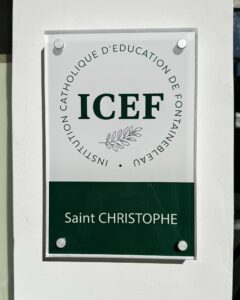 INSTITUTION CATHOLIQUE D'EDUCATION DE FONTAINEBLEAU
ICEF
Saint CHRISTOPHE